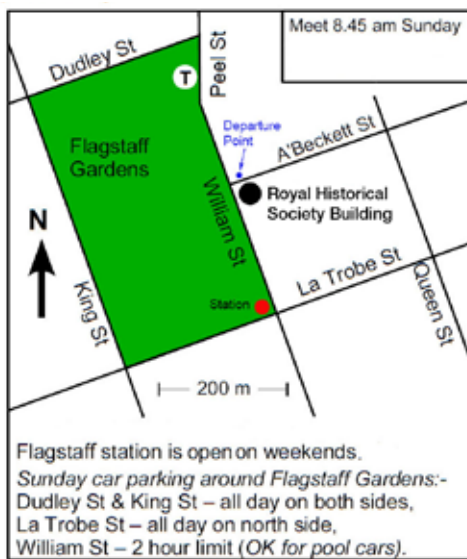 Meet 8.45 am Sunday
Peel St
Dudley St
T
Departure
Point
A'Beckett St
Flagstaff
Gardens
Royal Historical
Society Building
William St
N
La Trobe St
Queen St
King St
Station
200 m
Flagstaff station is open on weekends.
Sunday car parking around Flagstaff Gardens:-
Dudley St & King St – all day on both sides,
La Trobe St – all day on north side,
William St – 2 hour limit (OK for pool cars).